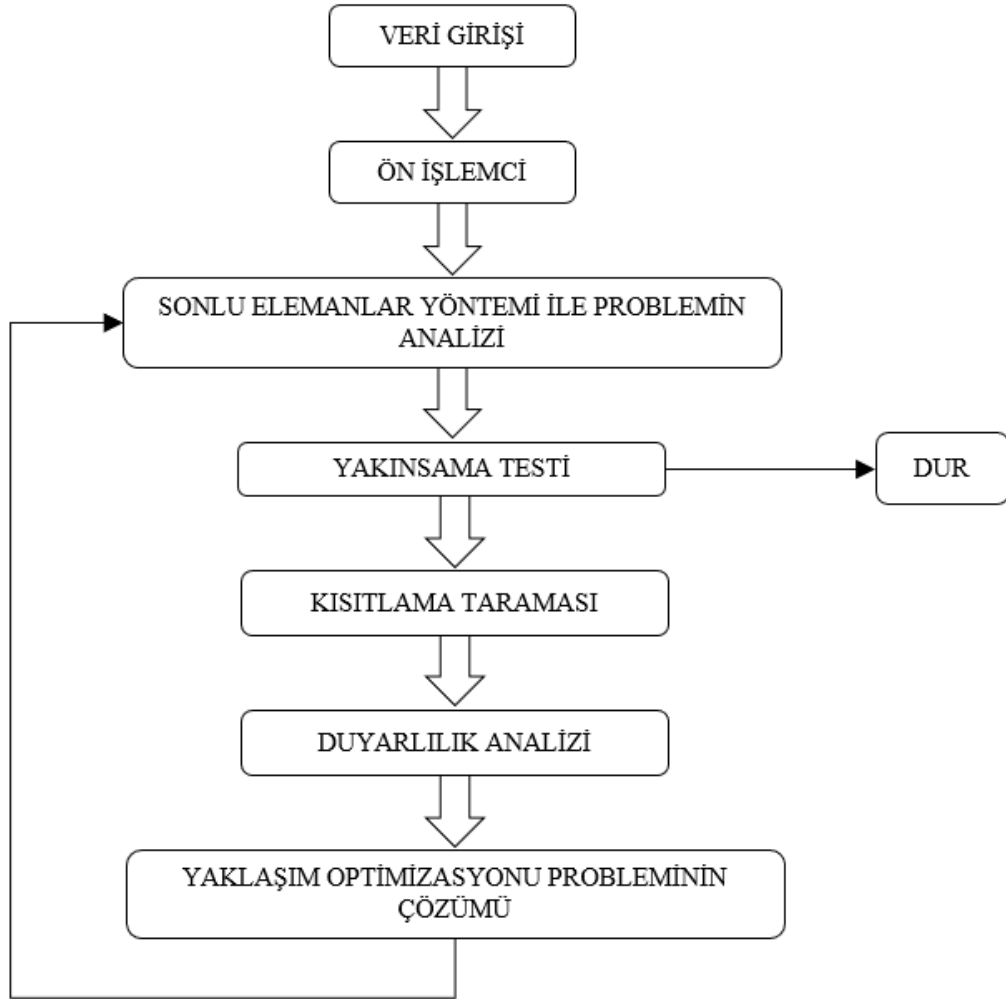 VERİ GİRİŞİ
ÖN İŞLEMCİ
SONLU ELEMANLAR YÖNTEMİ İLE PROBLEMİN
ANALİZİ
YAKINSAMA TESTİ
DUR
KISITLAMA TARAMASI
DUYARLILIK ANALİZİ
YAKLAŞIM OPTİMİZASYONU PROBLEMİNİN
ÇÖZÜMÜ